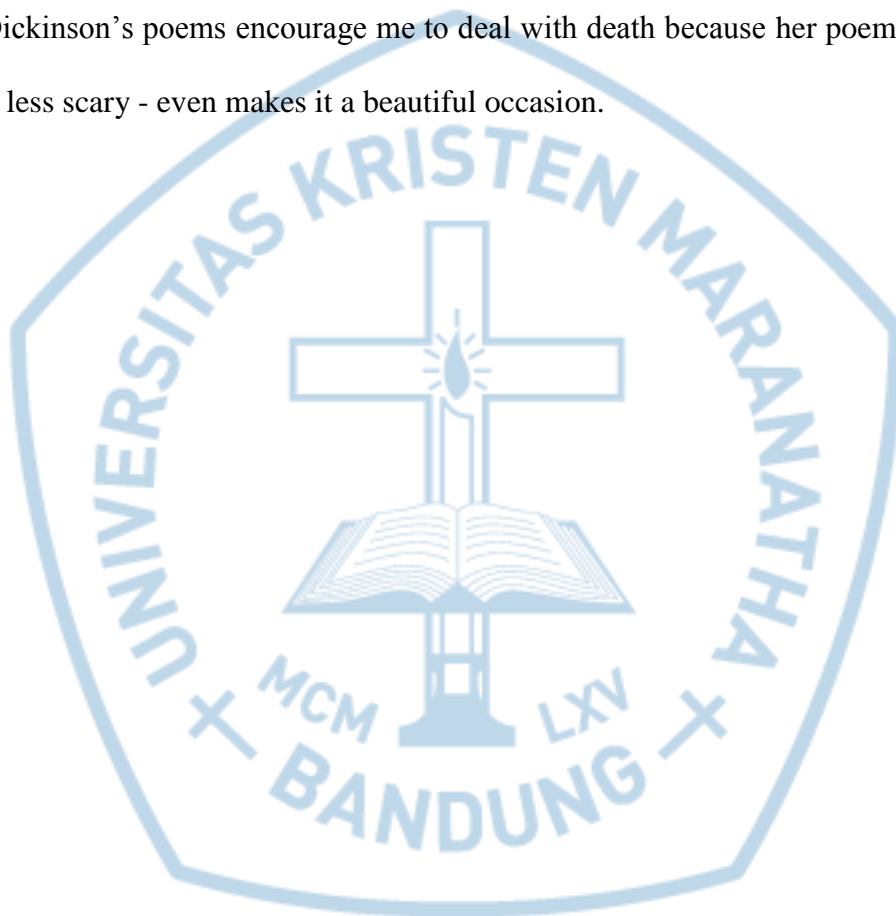 Dickinson’s poems encourage me to deal with death because her poem
less scary - even makes it a beautiful occasion.
UNIVERSITAS KRISTEN MARANATHA
MCM LXV
BANDUNG